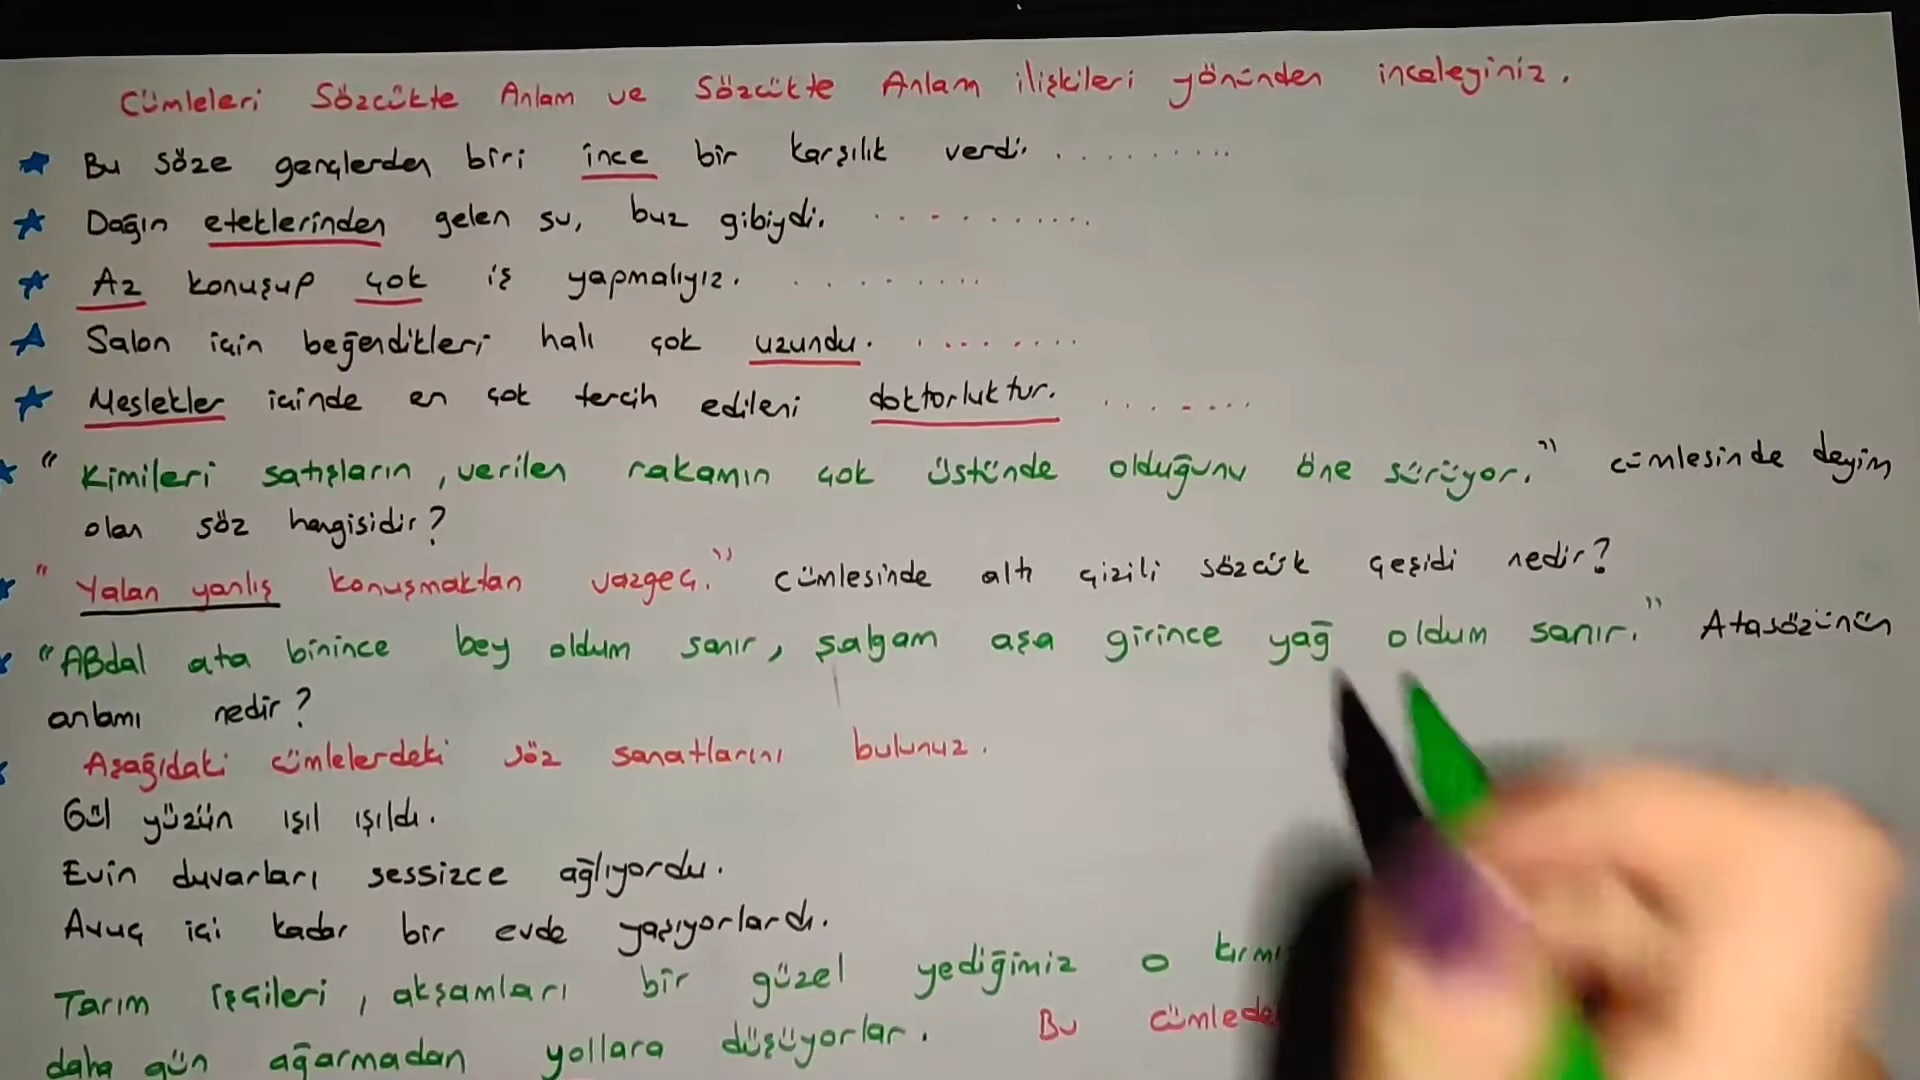 Cümleleri Sözcükte Anlam ve Sözcükte Anlam ilişkileri yönünden inceleyiniz.
Bu söze gençlerden biri ince bir karşılık verdi. . . . . . . . . .
Dağın eteklerinden gelen su, buz gibiydi. . . . . . . . . . .
Az konuşup çok iş yapmalıyız. . . . . . . . .
Salon için beğendikleri halı çok uzundu. . . . . . . . .
Meslekler içinde en çok tercih edileni doktorluktur. . . . . . . .
"Kimileri satışların, verilen rakamın çok üstünde olduğunu öne sürüyor." cümlesinde deyim
olan söz hangisidir?
"Yalan yanlış konuşmaktan vazgeç." cümlesinde altı çizili sözcük çeşidi nedir?
"ABdal ata binince bey oldum sanır, şalgam aşa girince yağ oldum sanır." Atasözünün
anlamı nedir?
Aşağıdaki cümlelerdeki söz sanatlarını bulunuz.
Gül yüzün ışıl ışıldı.
Evin duvarları sessizce ağlıyordu.
Avuç içi kadar bir evde yaşıyorlardı.
Tarım işçileri, akşamları bir güzel yediğimiz o
daha gün ağarmadan yollara düşüyorlar. Bu